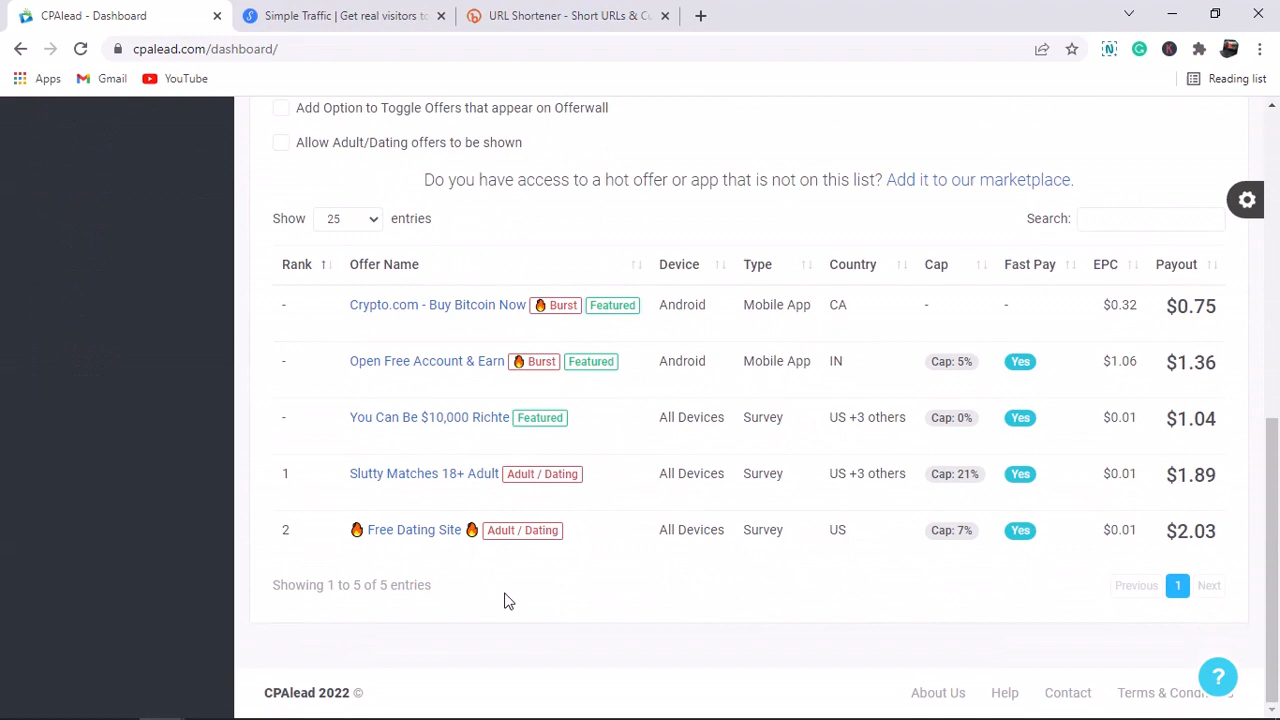 CPAlead - Dashboard
Simple Traffic | Get real visitors to
URL Shortener - Short URLs & Cu
cpalead.com/dashboard/
Apps Gmail YouTube Reading list
Add Option to Toggle Offers that appear on Offerwall
Allow Adult/Dating offers to be shown
Do you have access to a hot offer or app that is not on this list? Add it to our marketplace.
Show 25 entries Search:
Rank Offer Name Device Type Country Cap Fast Pay EPC Payout
- Crypto.com - Buy Bitcoin Now 🔥 Burst Featured Android Mobile App CA - - $0.32 $0.75
- Open Free Account & Earn 🔥 Burst Featured Android Mobile App IN Cap: 5% Yes $1.06 $1.36
- You Can Be $10,000 Richte Featured All Devices Survey US +3 others Cap: 0% Yes $0.01 $1.04
1 Slutty Matches 18+ Adult Adult / Dating All Devices Survey US +3 others Cap: 21% Yes $0.01 $1.89
2 🔥 Free Dating Site 🔥 Adult / Dating All Devices Survey US Cap: 7% Yes $0.01 $2.03
Showing 1 to 5 of 5 entries Previous 1 Next
?
CPAlead 2022 © About Us Help Contact Terms &